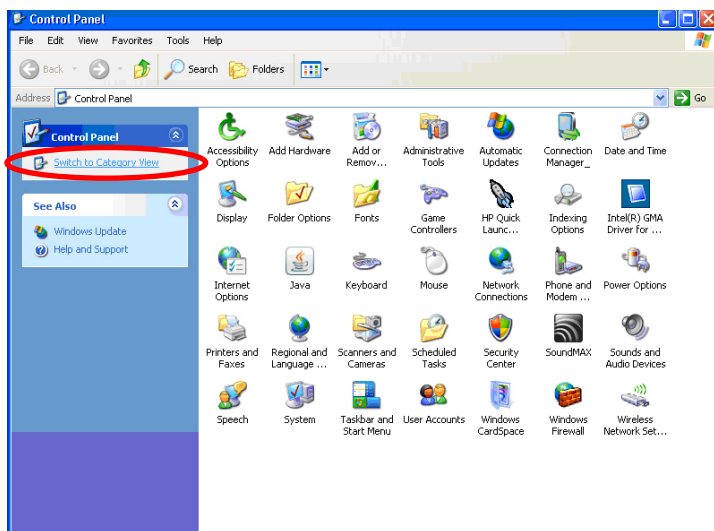 Control Panel
File Edit View Favorites Tools Help
Back Search Folders
Address Control Panel Go
Control Panel
Switch to Category View
See Also
Windows Update
Help and Support
Accessibility Options
Add Hardware
Add or Remov...
Administrative Tools
Automatic Updates
Connection Manager_
Date and Time
Display
Folder Options
Fonts
Game Controllers
HP Quick Launc...
Indexing Options
Intel(R) GMA Driver for ...
Internet Options
Java
Keyboard
Mouse
Network Connections
Phone and Modem ...
Power Options
Printers and Faxes
Regional and Language ...
Scanners and Cameras
Scheduled Tasks
Security Center
SoundMAX
Sounds and Audio Devices
Speech
System
Taskbar and Start Menu
User Accounts
Windows CardSpace
Windows Firewall
Wireless Network Set...